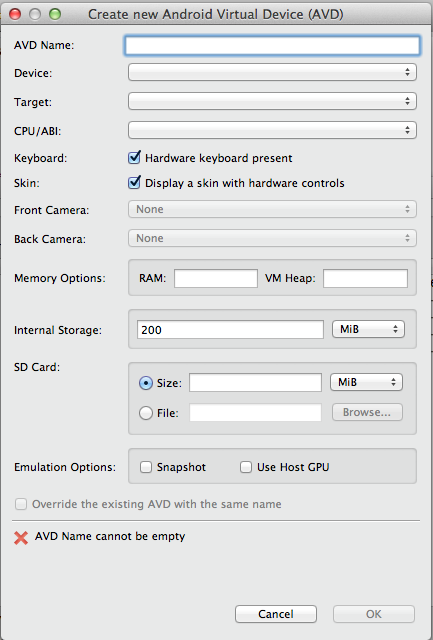 Create new Android Virtual Device (AVD)
AVD Name:
Device:
Target:
CPU/ABI:
Keyboard: Hardware keyboard present
Skin: Display a skin with hardware controls
Front Camera: None
Back Camera: None
Memory Options: RAM: VM Heap:
Internal Storage: 200 MiB
SD Card:
Size: MiB
File: Browse...
Emulation Options: Snapshot Use Host GPU
Override the existing AVD with the same name
AVD Name cannot be empty
Cancel OK